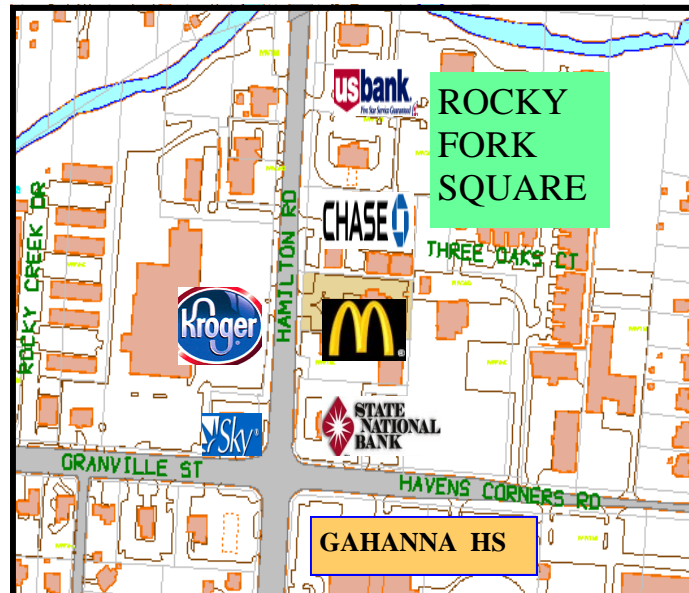 usbank
Five Star Service Guaranteed
ROCKY
FORK
SQUARE
CHASE
HAMILTON RD
THREE OAKS CT
ROCKY CREEK DR
Kroger
STATE
NATIONAL
BANK
Sky
GRANVILLE ST
HAVENS CORNERS RD
GAHANNA HS